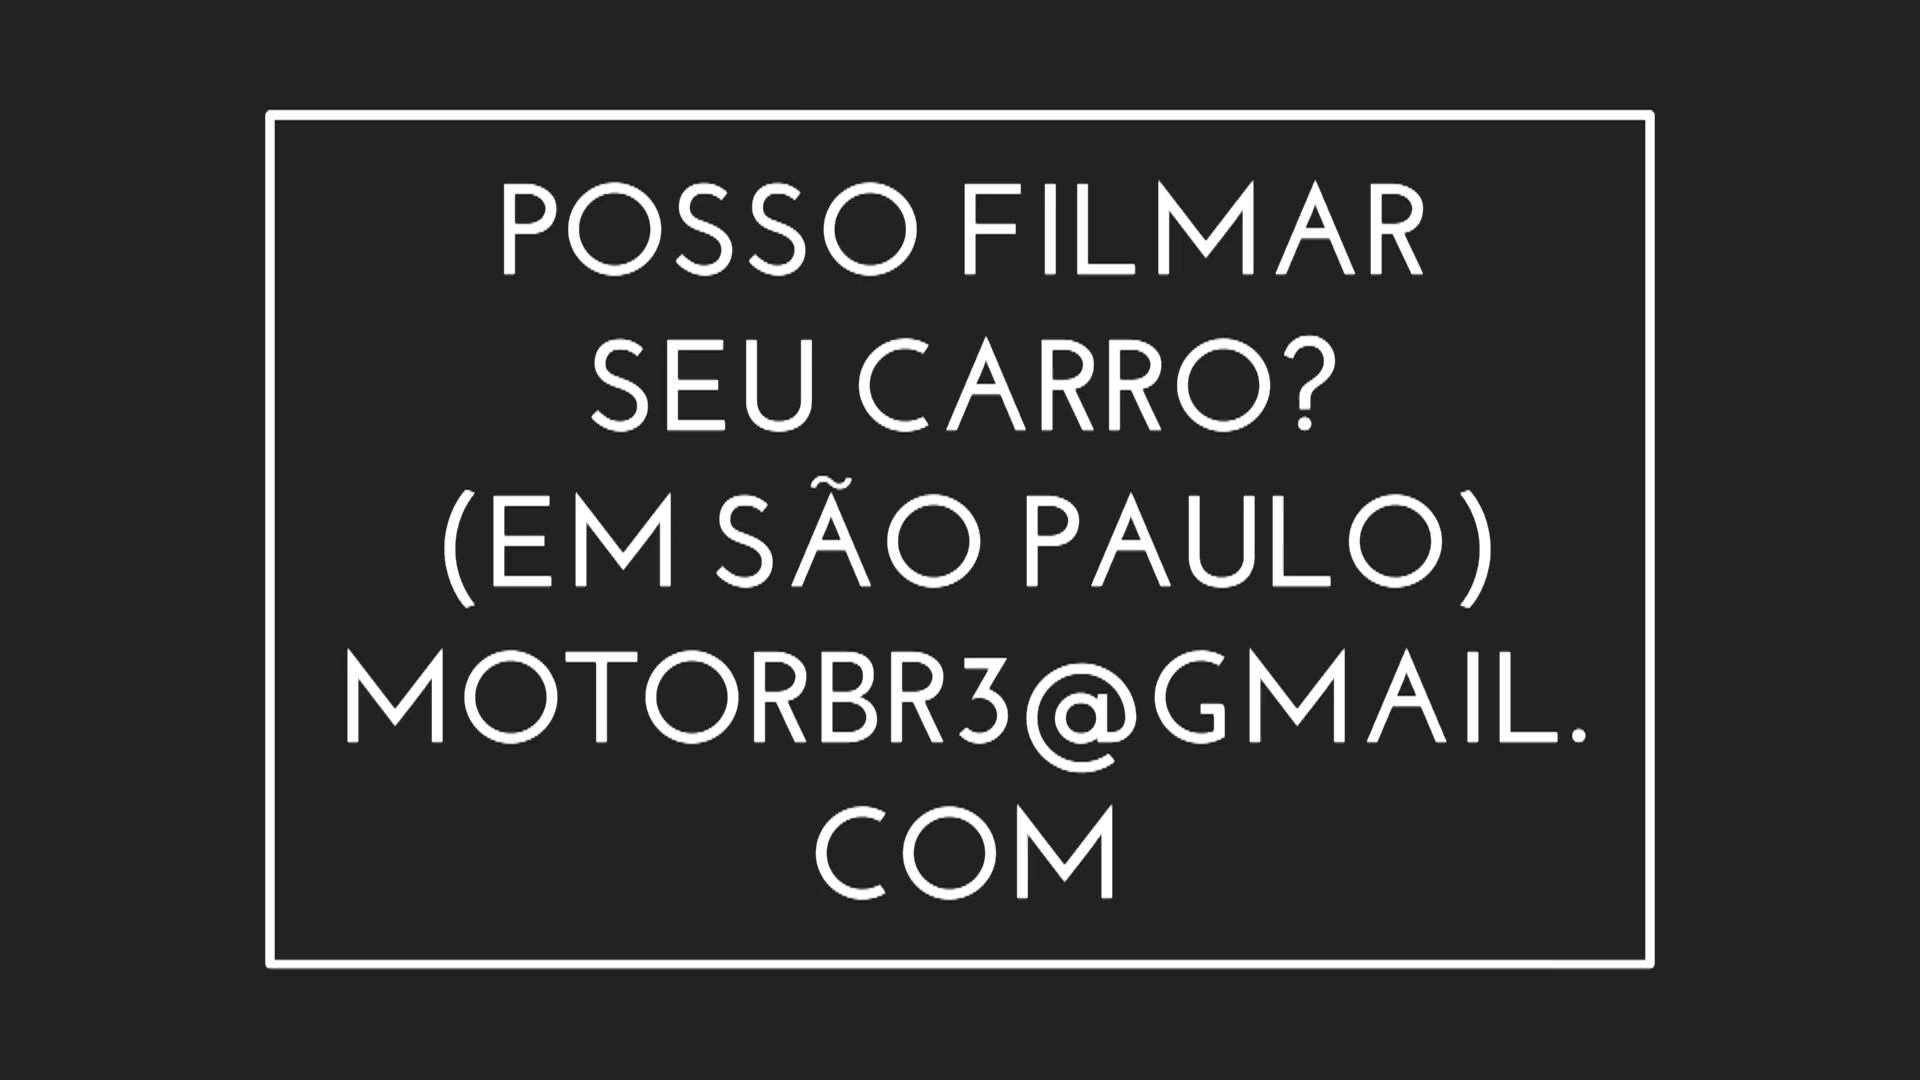 POSSO FILMAR
SEU CARRO?
(EM SÃO PAULO)
MOTORBR3@GMAIL.
COM